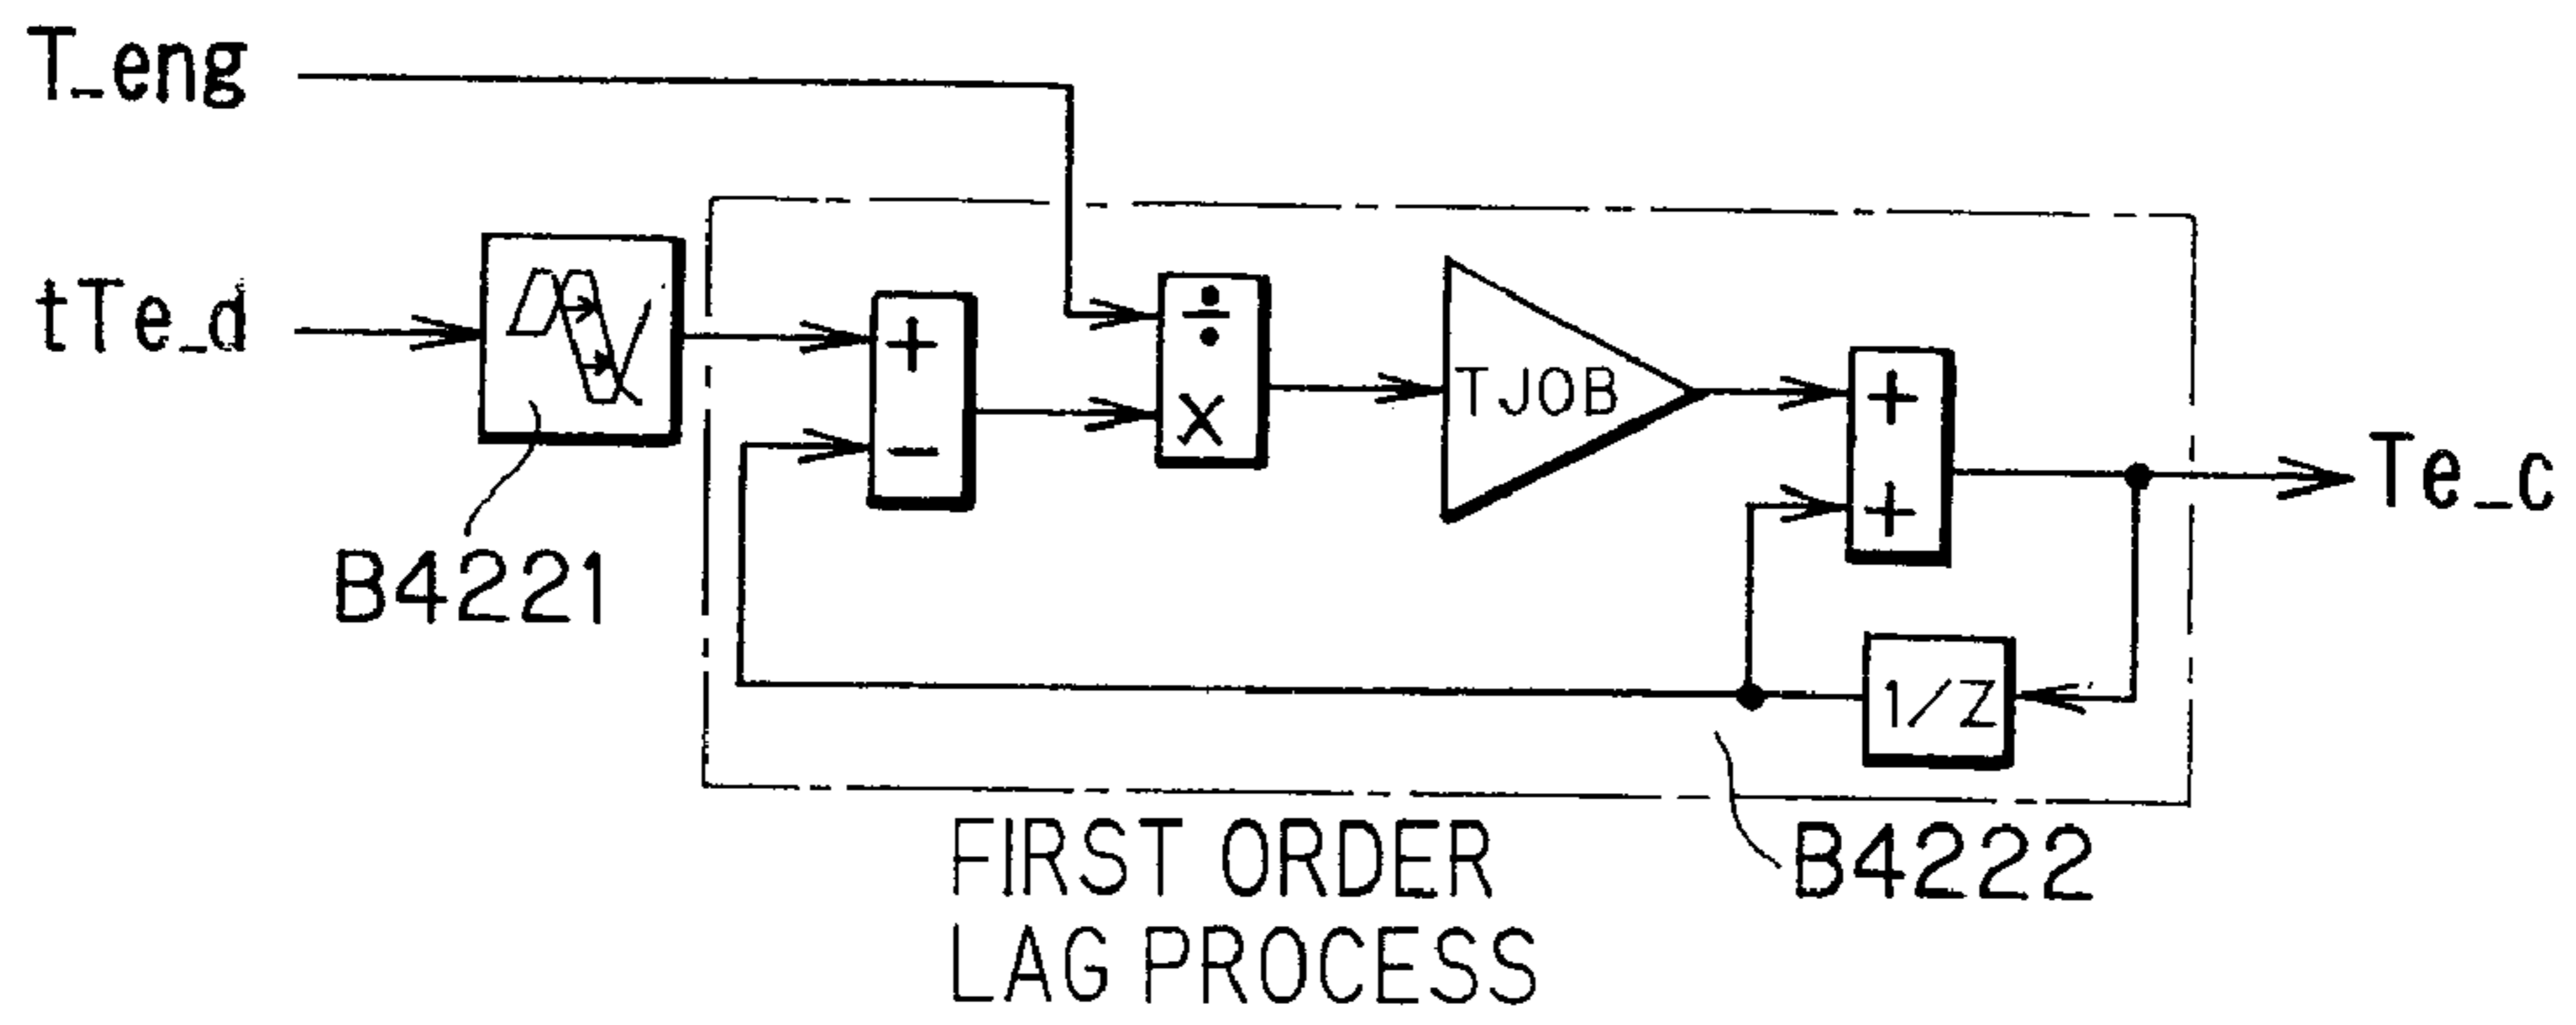 T_eng
tTe_d
B4221
+
−
÷
×
TJOB
+
+
Te_c
1/Z
B4222
FIRST ORDER
LAG PROCESS